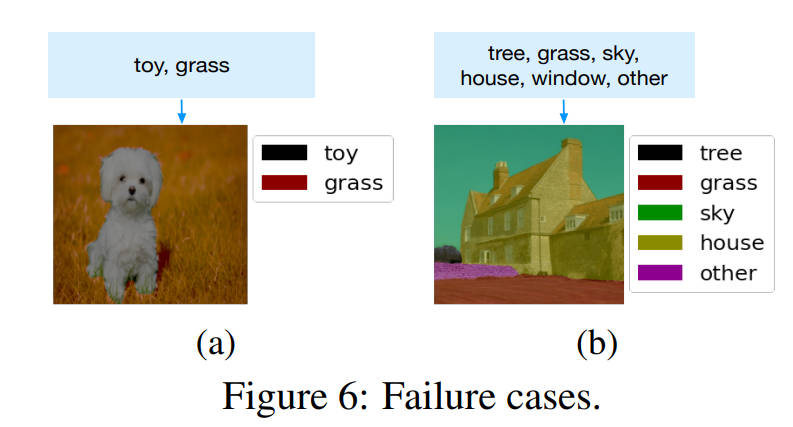 toy, grass
toy
grass
(a)
tree, grass, sky,
house, window, other
tree
grass
sky
house
other
(b)
Figure 6: Failure cases.